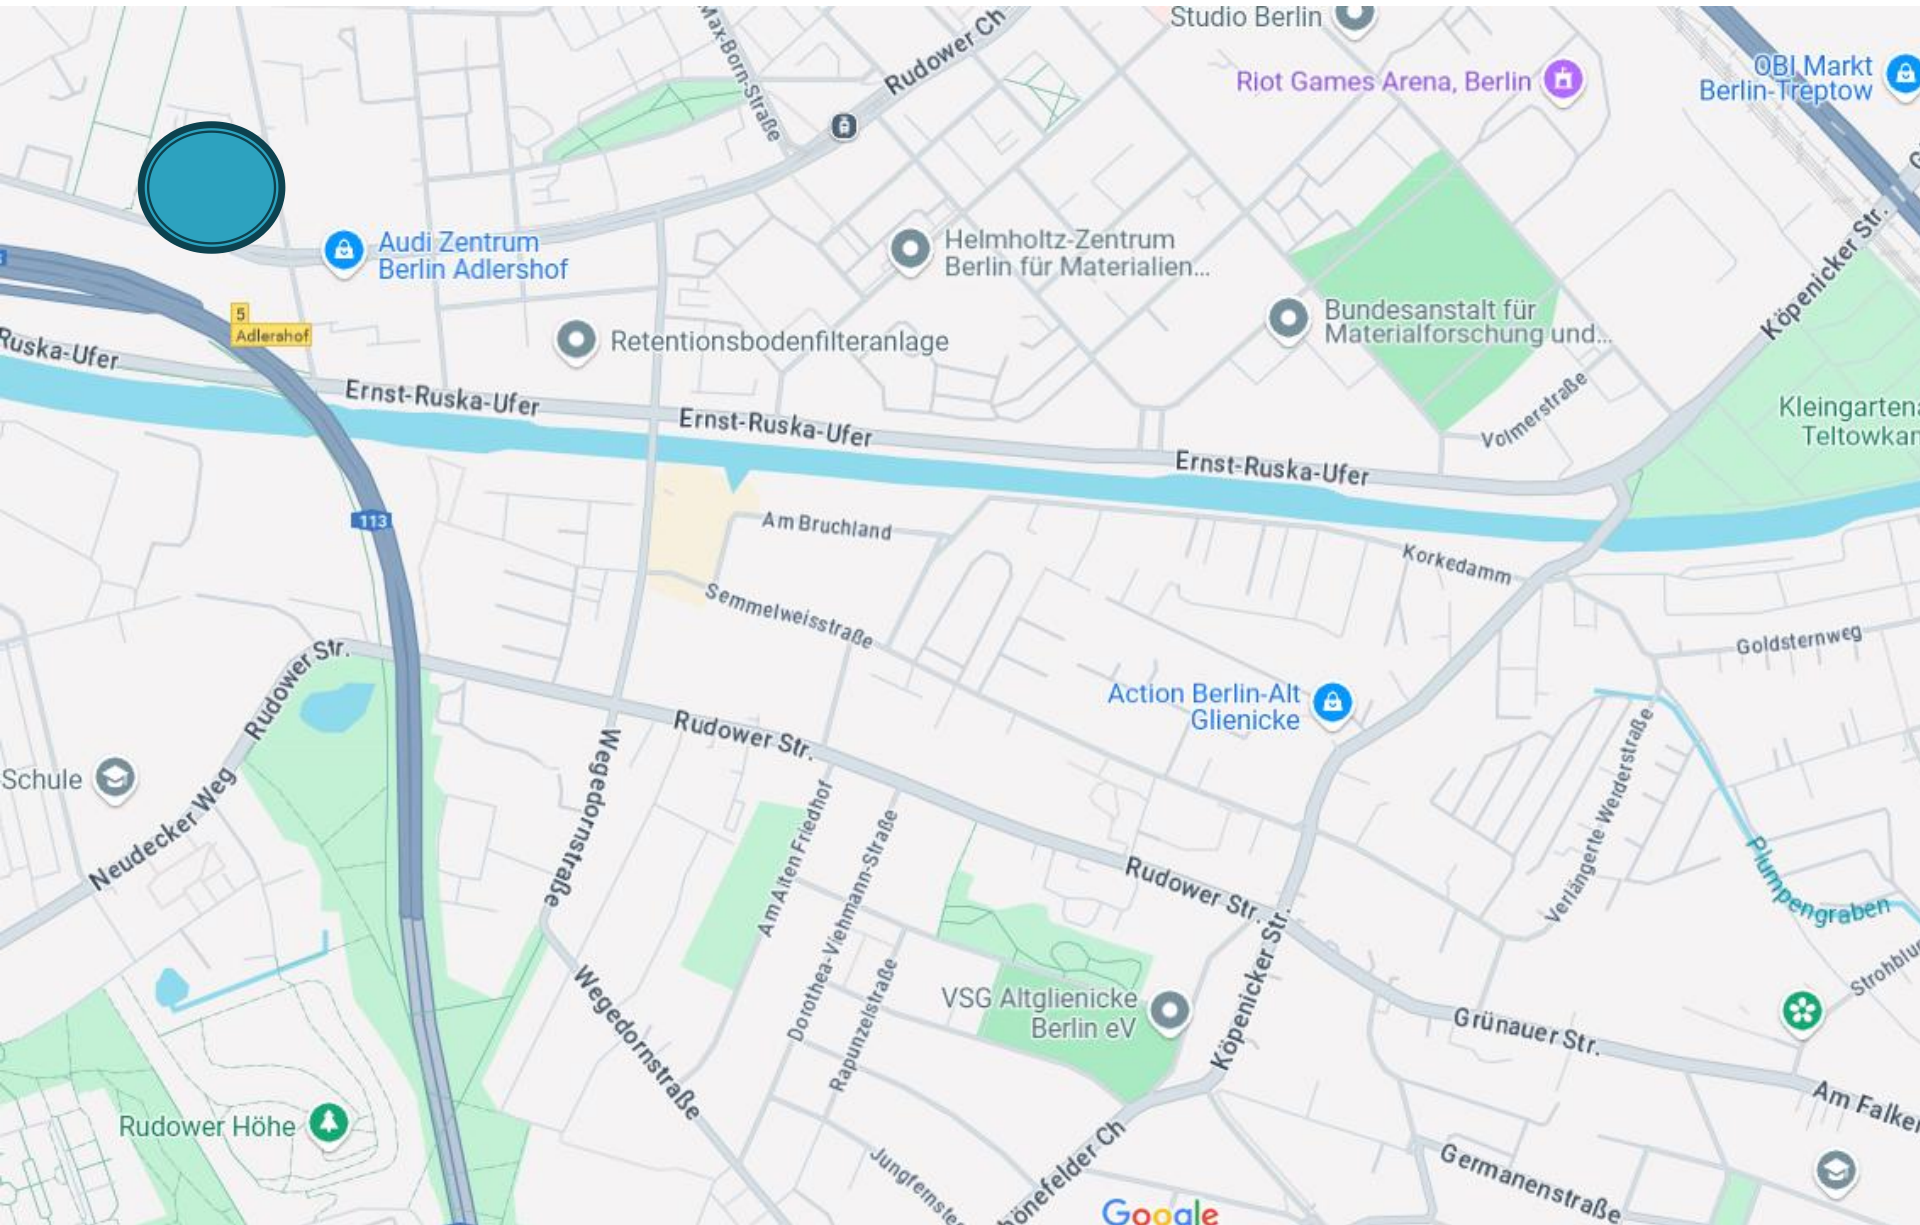 Studio Berlin
Max-Born-Straße
Rudower Ch
Riot Games Arena, Berlin
OBI Markt
Berlin-Treptow
Audi Zentrum
Berlin Adlershof
Helmholtz-Zentrum
Berlin für Materialien...
Köpenicker Str.
5
Adlershof
Bundesanstalt für
Materialforschung und...
Retentionsbodenfilteranlage
Ruska-Ufer
Ernst-Ruska-Ufer
Ernst-Ruska-Ufer
Ernst-Ruska-Ufer
Volmerstraße
Kleingarten
Teltowkan
113
Am Bruchland
Korkedamm
Semmelweisstraße
Goldsternweg
Rudower Str.
Action Berlin-Alt
Glienicke
Rudower Str.
Wegedornstraße
Schule
Neudecker Weg
Am Alten Friedhof
Dorothea-Viehmann-Straße
Verlängerte Werderstraße
Plumpengraben
Rudower Str.
Köpenicker Str.
Strohblu
Wegedornstraße
Rapunzelstraße
VSG Altglienicke
Berlin eV
Grünauer Str.
Am Falken
Rudower Höhe
Jungfernste
hönefelder Ch
Germanenstraße
Google